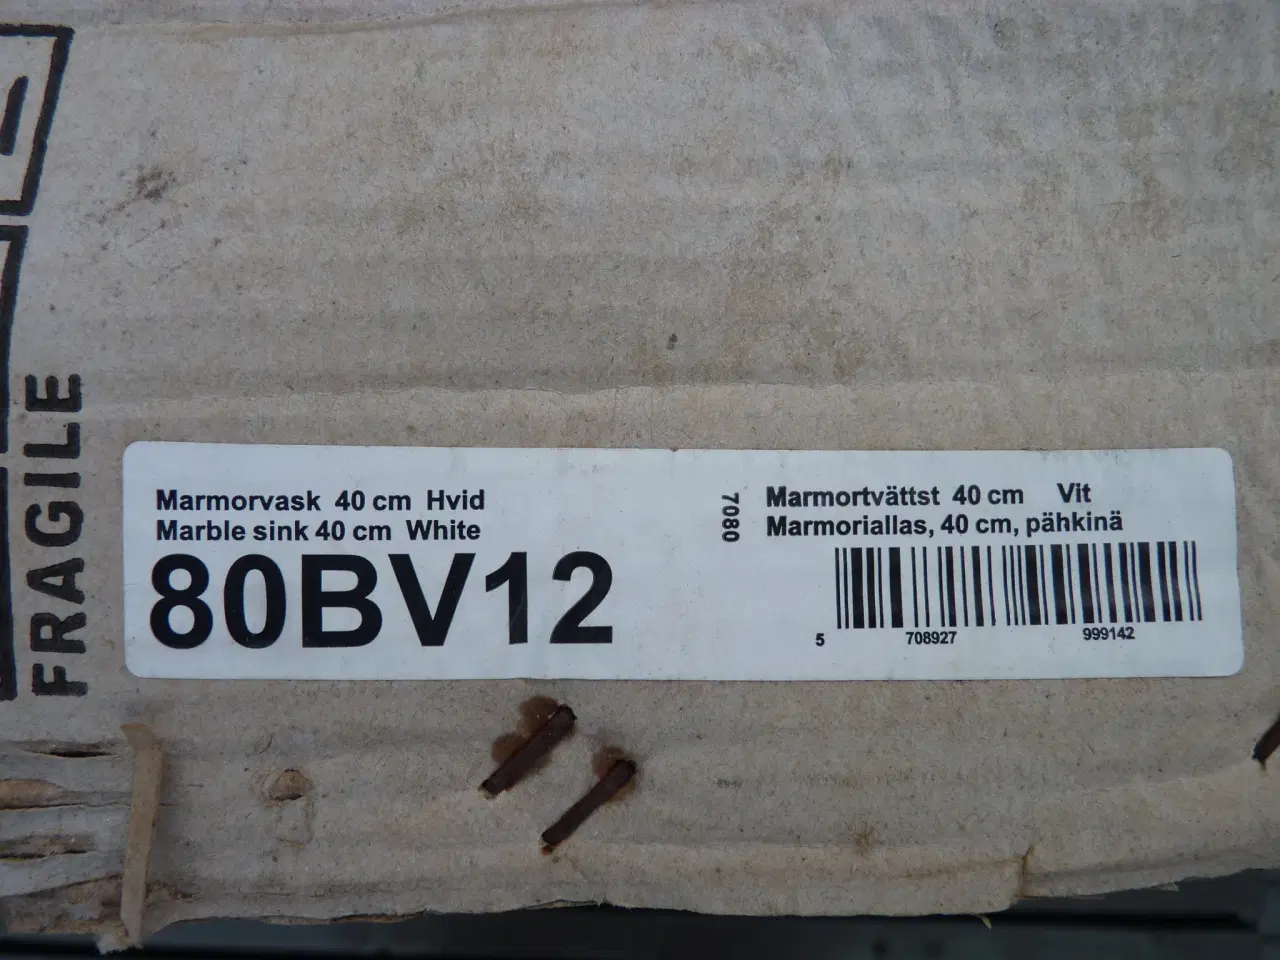 FRAGILE
Marmorvask 40 cm Hvid
Marble sink 40 cm White
80BV12
7080
Marmortvättst 40 cm Vit
Marmoriallas, 40 cm, pähkinä
5 708927 999142